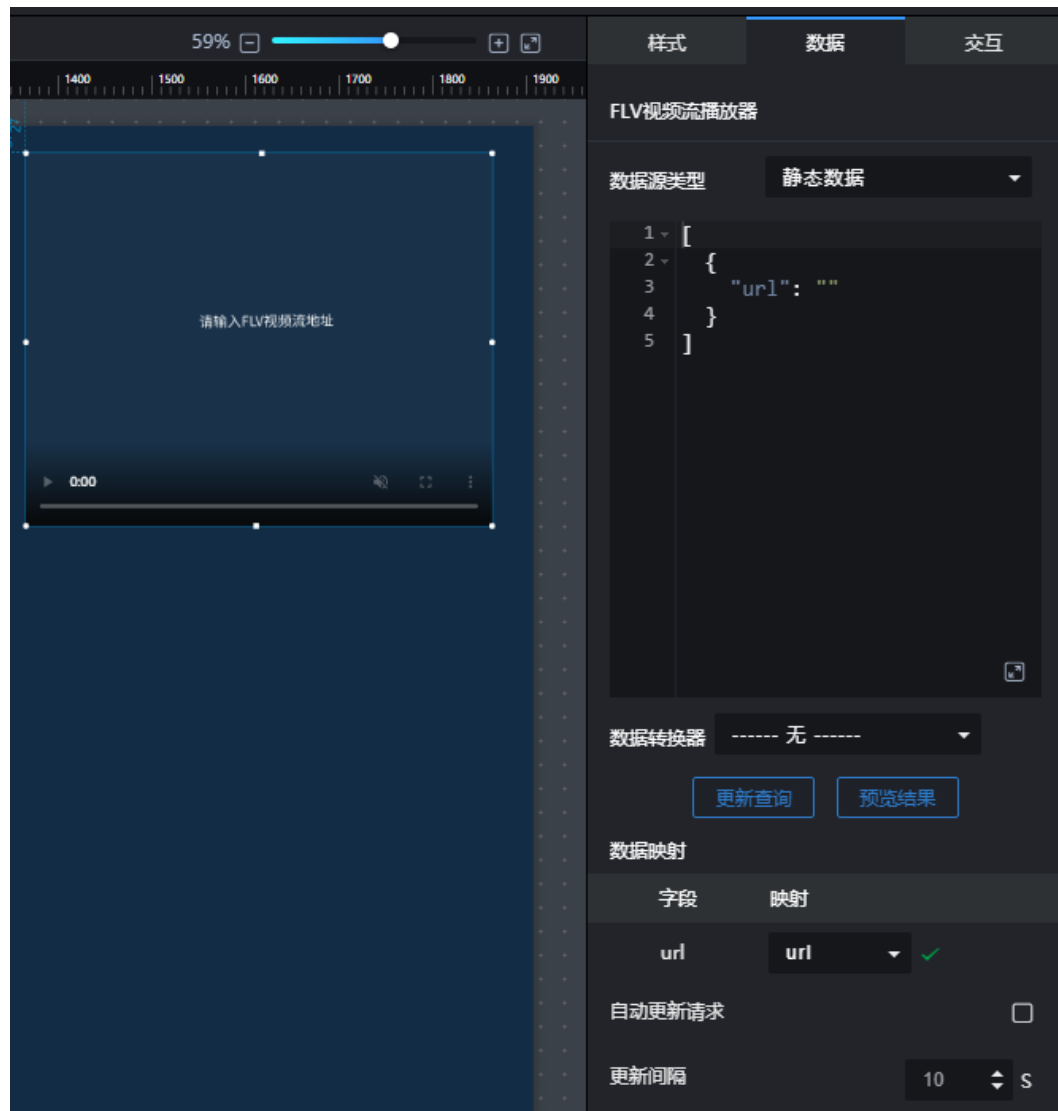 59%
样式 数据 交互
1400 1500 1600 1700 1800 1900
27
FLV视频流播放器
数据源类型 静态数据
1 [
2 {
3 "url": ""
4 }
5 ]
请输入FLV视频流地址
0:00
数据转换器 ------ 无 ------
更新查询 预览结果
数据映射
字段 映射
url url
自动更新请求
更新间隔 10 S